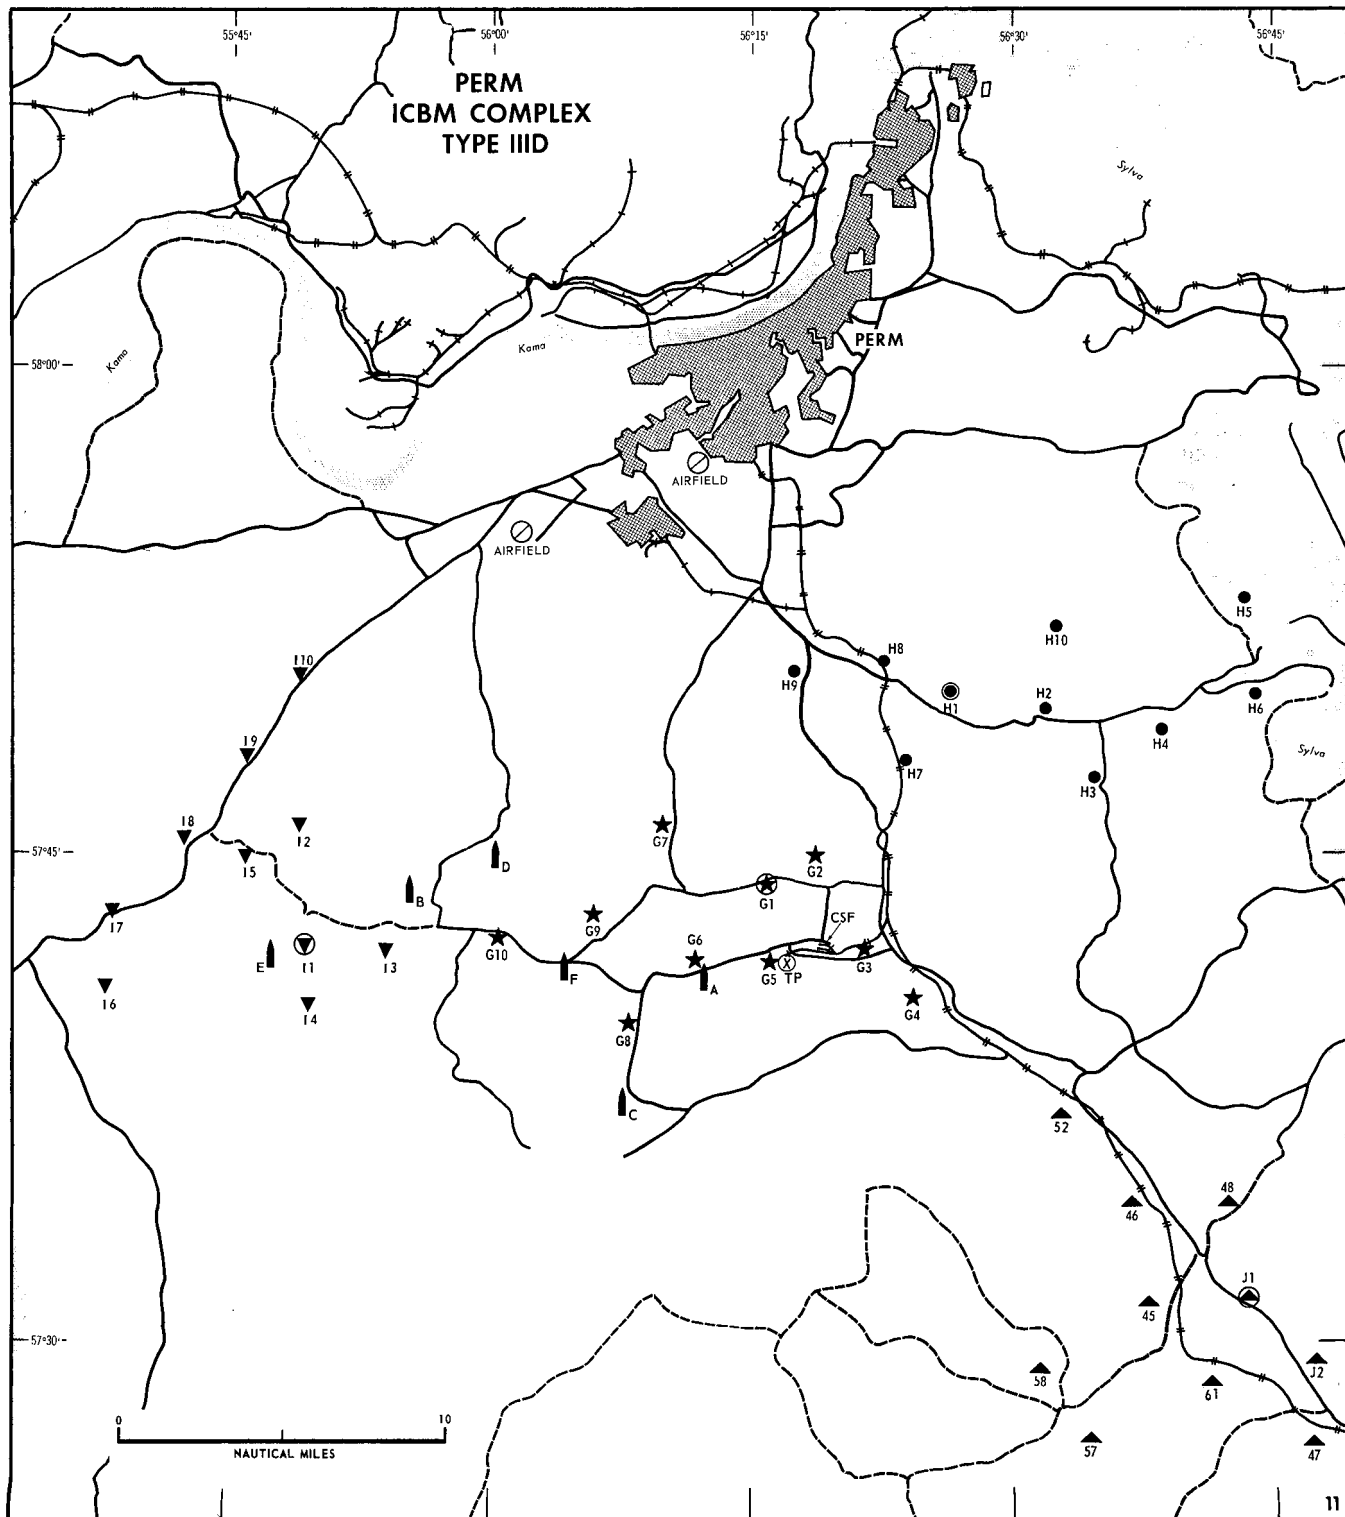 55°45'
56°00'
56°15'
56°30'
56°45'
PERM
ICBM COMPLEX
TYPE IIID
Sylva
Kama
Kama
PERM
58°00'
AIRFIELD
AIRFIELD
H5
H10
H8
H9
H1
H2
H6
H4
Sylva
H7
H3
I10
I9
I8
I2
I5
D
G7
G2
57°45'
B
G1
I7
G9
CSF
G10
G6
G3
E
I1
I3
F
A
G5
X
TP
I6
I4
G8
G4
C
52
48
46
J1
45
57°30'
58
J2
61
57
47
0
10
NAUTICAL MILES
11